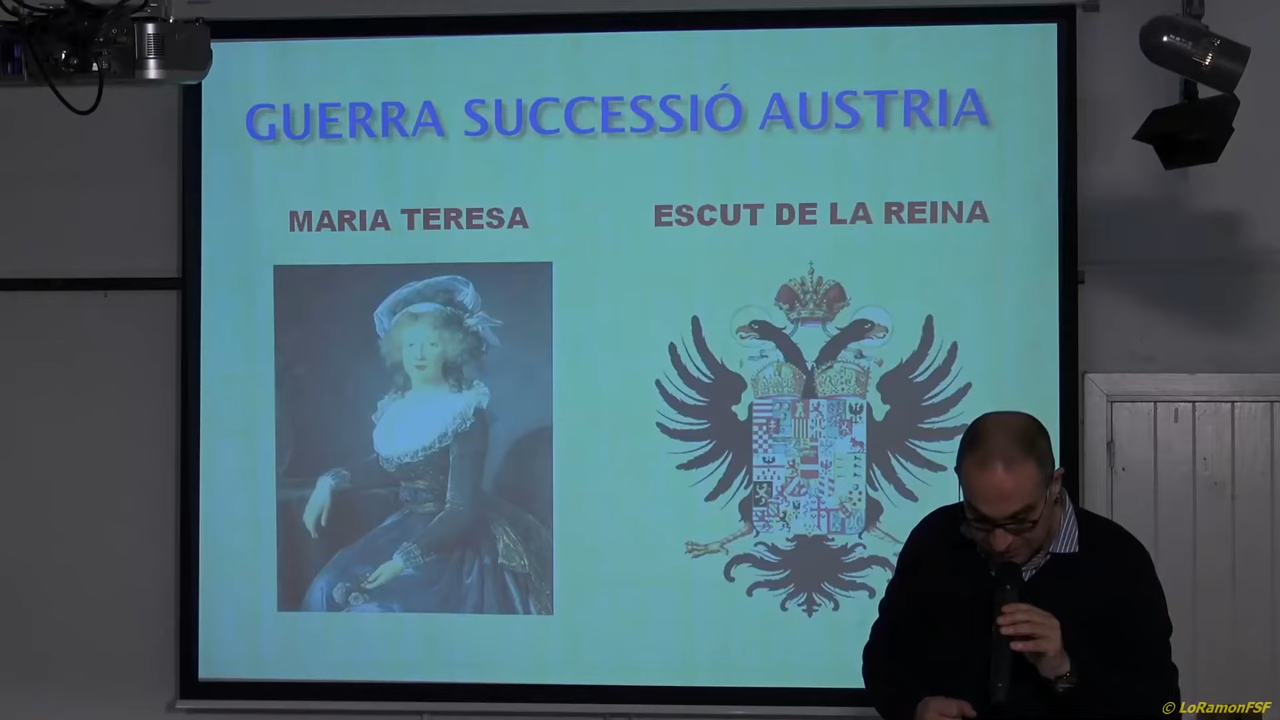 GUERRA SUCCESSIÓ AUSTRIA
MARIA TERESA
ESCUT DE LA REINA
© LoRamonFSF